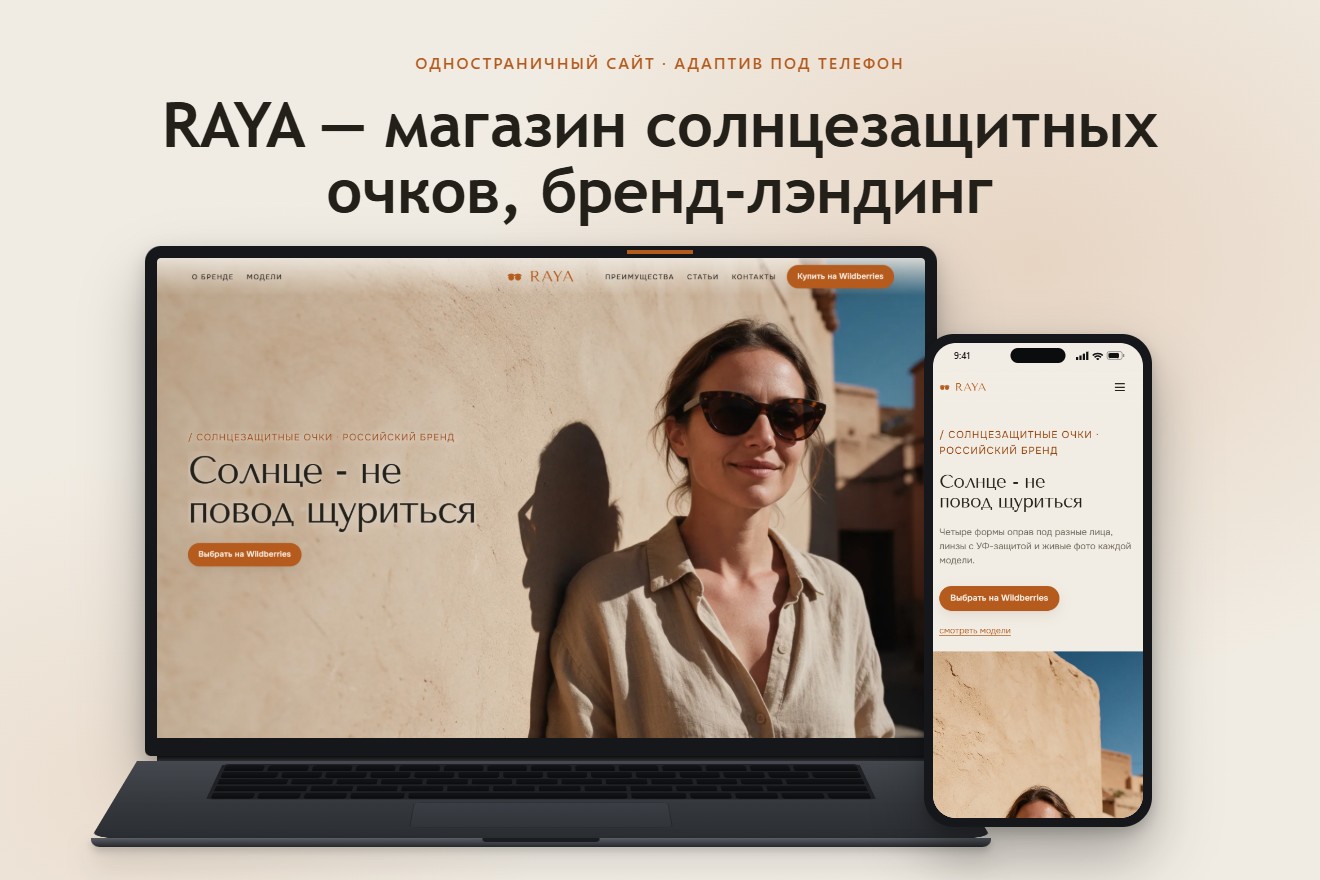 ОДНОСТРАНИЧНЫЙ САЙТ · АДАПТИВ ПОД ТЕЛЕФОН
RAYA — магазин солнцезащитных
очков, бренд-лэндинг
О БРЕНДЕ МОДЕЛИ RAYA ПРЕИМУЩЕСТВА СТАТЬИ КОНТАКТЫ Купить на Wildberries
/ СОЛНЦЕЗАЩИТНЫЕ ОЧКИ · РОССИЙСКИЙ БРЕНД
Солнце - не
повод щуриться
Выбрать на Wildberries
9:41
RAYA
/ СОЛНЦЕЗАЩИТНЫЕ ОЧКИ ·
РОССИЙСКИЙ БРЕНД
Солнце - не
повод щуриться
Четыре формы оправ под разные лица,
линзы с УФ-защитой и живые фото каждой
модели.
Выбрать на Wildberries
смотреть модели